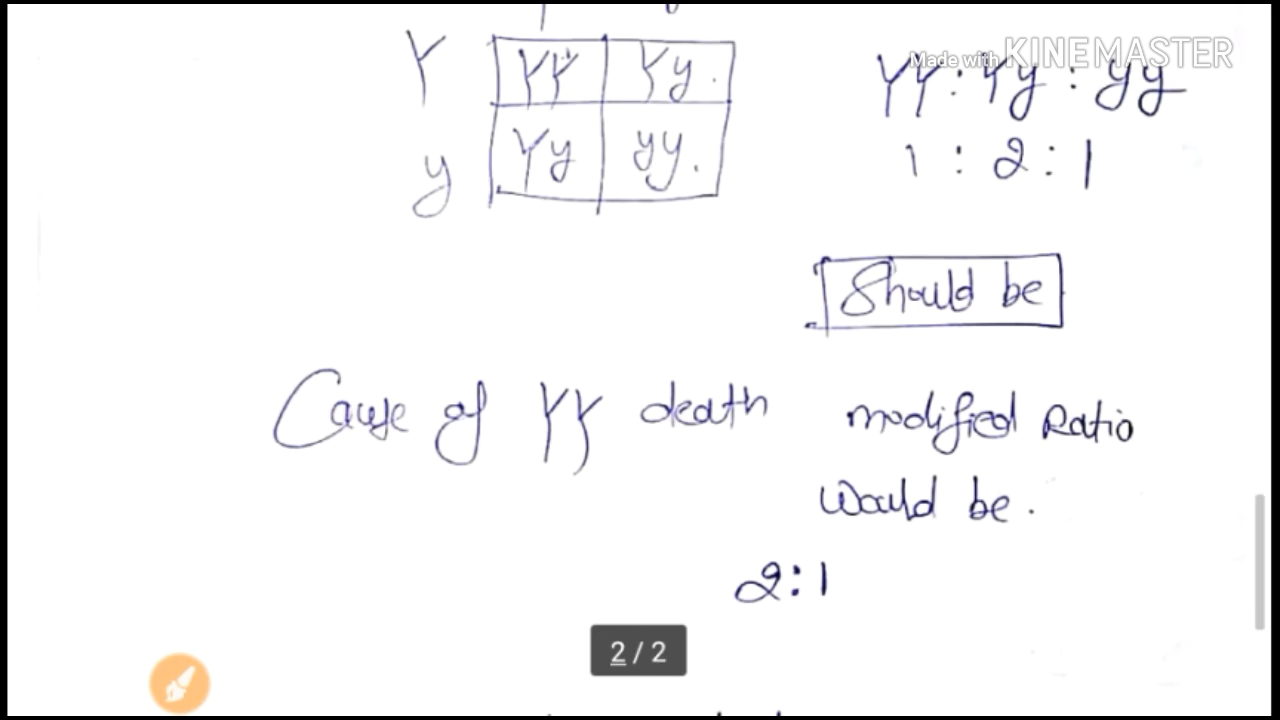 Made with KINEMASTER
Y YY Yy.
y Yy yy.
YY : Yy : yy
1 : 2 : 1
Should be
Cause of YY death modified Ratio
would be.
2:1
2 / 2